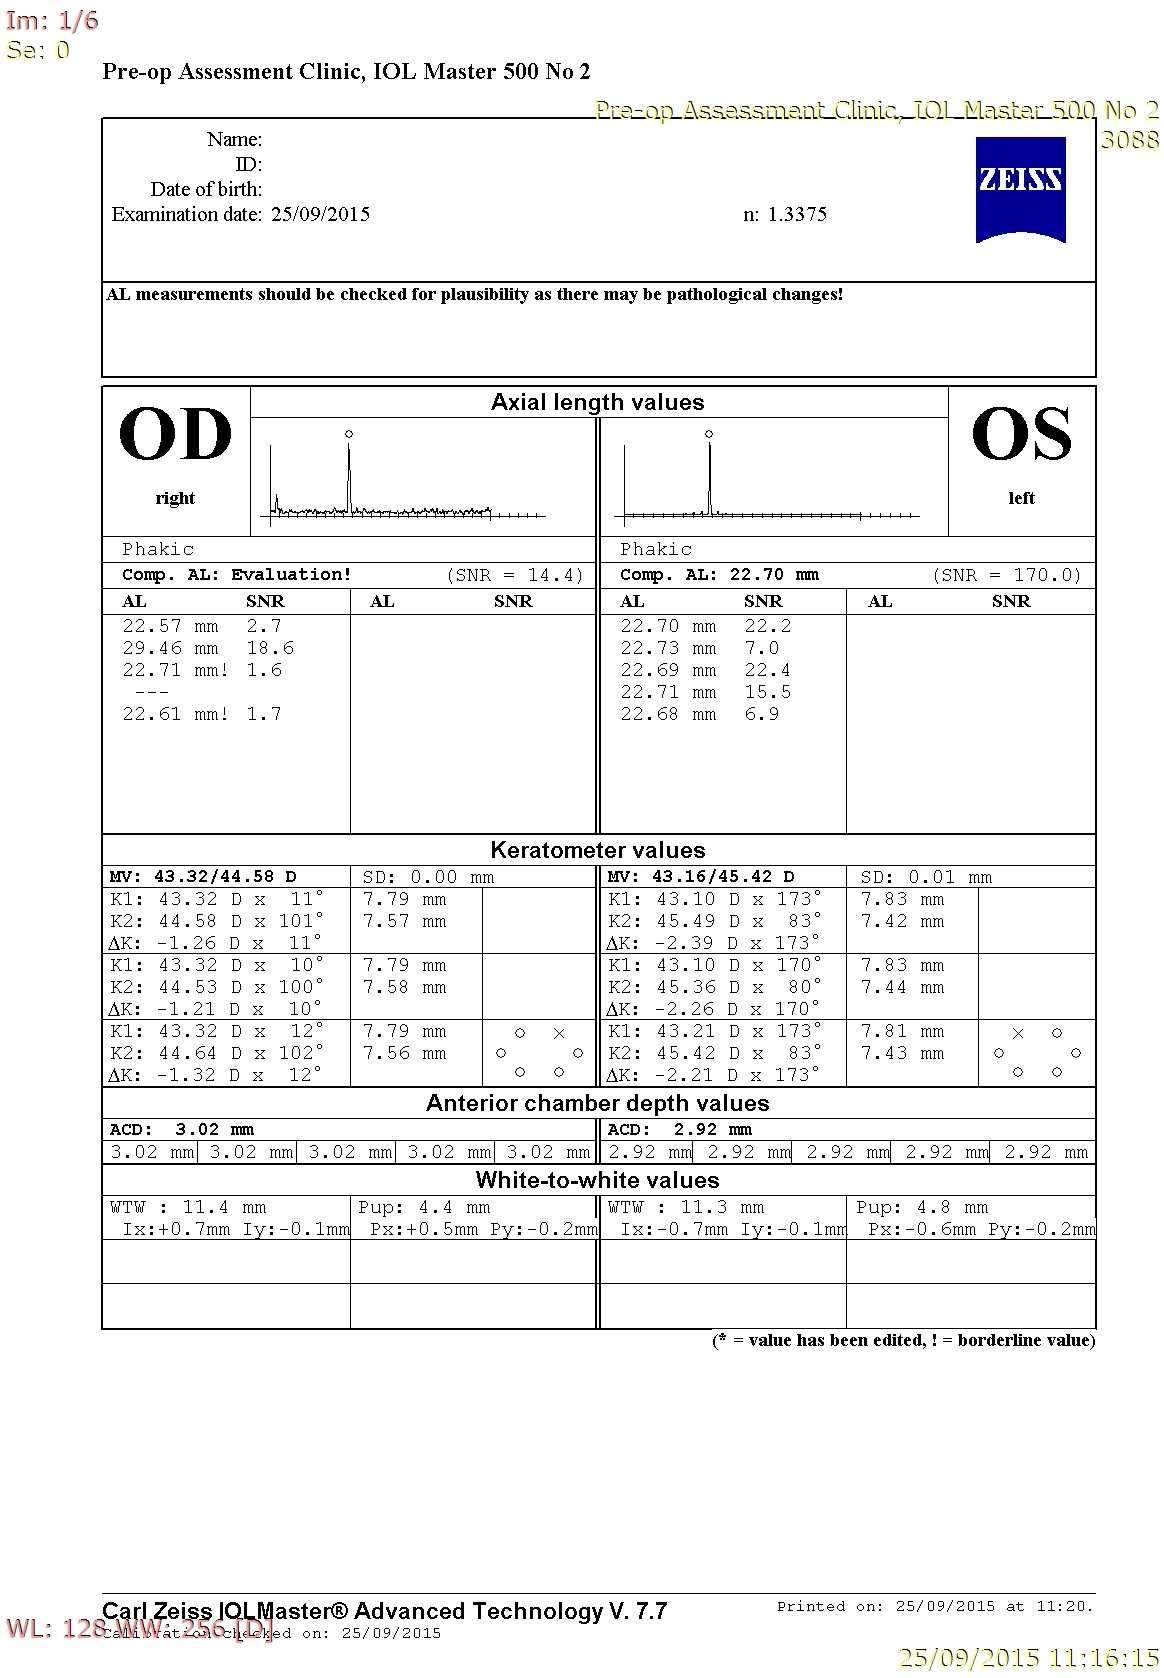 Im: 1/6
Se: 0
Pre-op Assessment Clinic, IOL Master 500 No 2
Pre-op Assessment Clinic, IOL Master 500 No 2
3088
Name:
ID:
Date of birth:
Examination date: 25/09/2015 n: 1.3375
ZEISS
AL measurements should be checked for plausibility as there may be pathological changes!
OD
right
Axial length values
OS
left
Phakic Phakic
Comp. AL: Evaluation! (SNR = 14.4) Comp. AL: 22.70 mm (SNR = 170.0)
AL SNR AL SNR AL SNR AL SNR
22.57 mm 2.7 22.70 mm 22.2
29.46 mm 18.6 22.73 mm 7.0
22.71 mm! 1.6 22.69 mm 22.4
--- 22.71 mm 15.5
22.61 mm! 1.7 22.68 mm 6.9
Keratometer values
MV: 43.32/44.58 D SD: 0.00 mm MV: 43.16/45.42 D SD: 0.01 mm
K1: 43.32 D x 11° 7.79 mm K1: 43.10 D x 173° 7.83 mm
K2: 44.58 D x 101° 7.57 mm K2: 45.49 D x 83° 7.42 mm
ΔK: -1.26 D x 11° ΔK: -2.39 D x 173°
K1: 43.32 D x 10° 7.79 mm K1: 43.10 D x 170° 7.83 mm
K2: 44.53 D x 100° 7.58 mm K2: 45.36 D x 80° 7.44 mm
ΔK: -1.21 D x 10° ΔK: -2.26 D x 170°
K1: 43.32 D x 12° 7.79 mm K1: 43.21 D x 173° 7.81 mm
K2: 44.64 D x 102° 7.56 mm K2: 45.42 D x 83° 7.43 mm
ΔK: -1.32 D x 12° ΔK: -2.21 D x 173°
Anterior chamber depth values
ACD: 3.02 mm ACD: 2.92 mm
3.02 mm 3.02 mm 3.02 mm 3.02 mm 3.02 mm 2.92 mm 2.92 mm 2.92 mm 2.92 mm 2.92 mm
White-to-white values
WTW : 11.4 mm Pup: 4.4 mm WTW : 11.3 mm Pup: 4.8 mm
Ix:+0.7mm Iy:-0.1mm Px:+0.5mm Py:-0.2mm Ix:-0.7mm Iy:-0.1mm Px:-0.6mm Py:-0.2mm
(* = value has been edited, ! = borderline value)
Carl Zeiss IOLMaster® Advanced Technology V. 7.7 Printed on: 25/09/2015 at 11:20.
WL: 128 WW: 256 [D]
Calibration checked on: 25/09/2015
25/09/2015 11:16:15